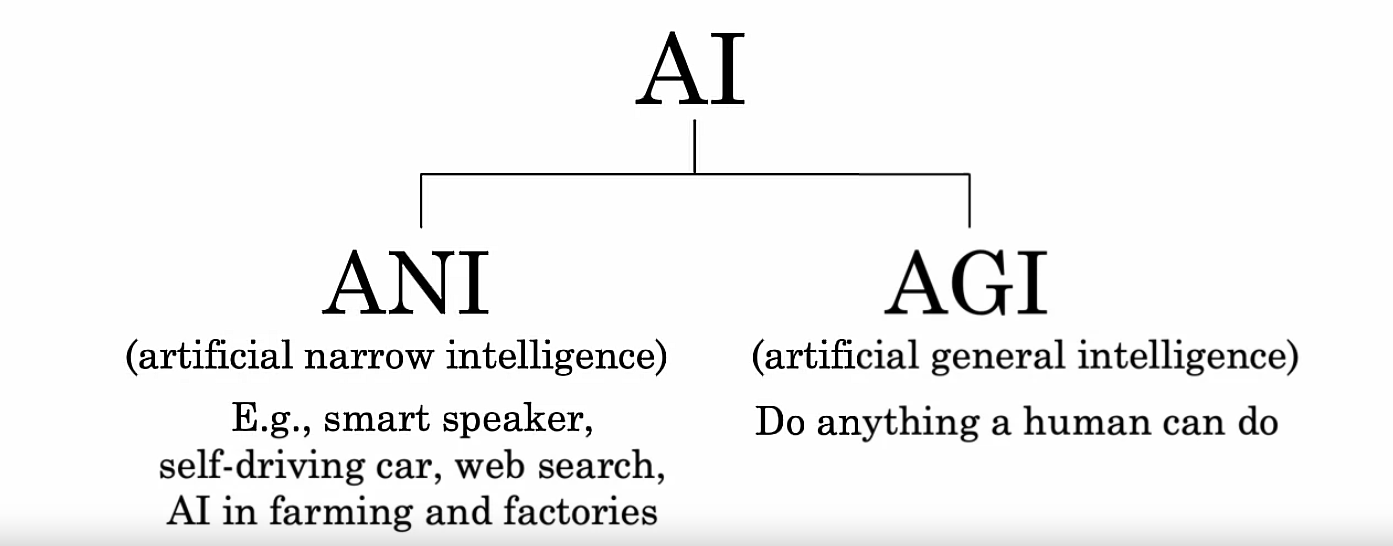 AI
ANI
(artificial narrow intelligence)
E.g., smart speaker,
self-driving car, web search,
AI in farming and factories
AGI
(artificial general intelligence)
Do anything a human can do